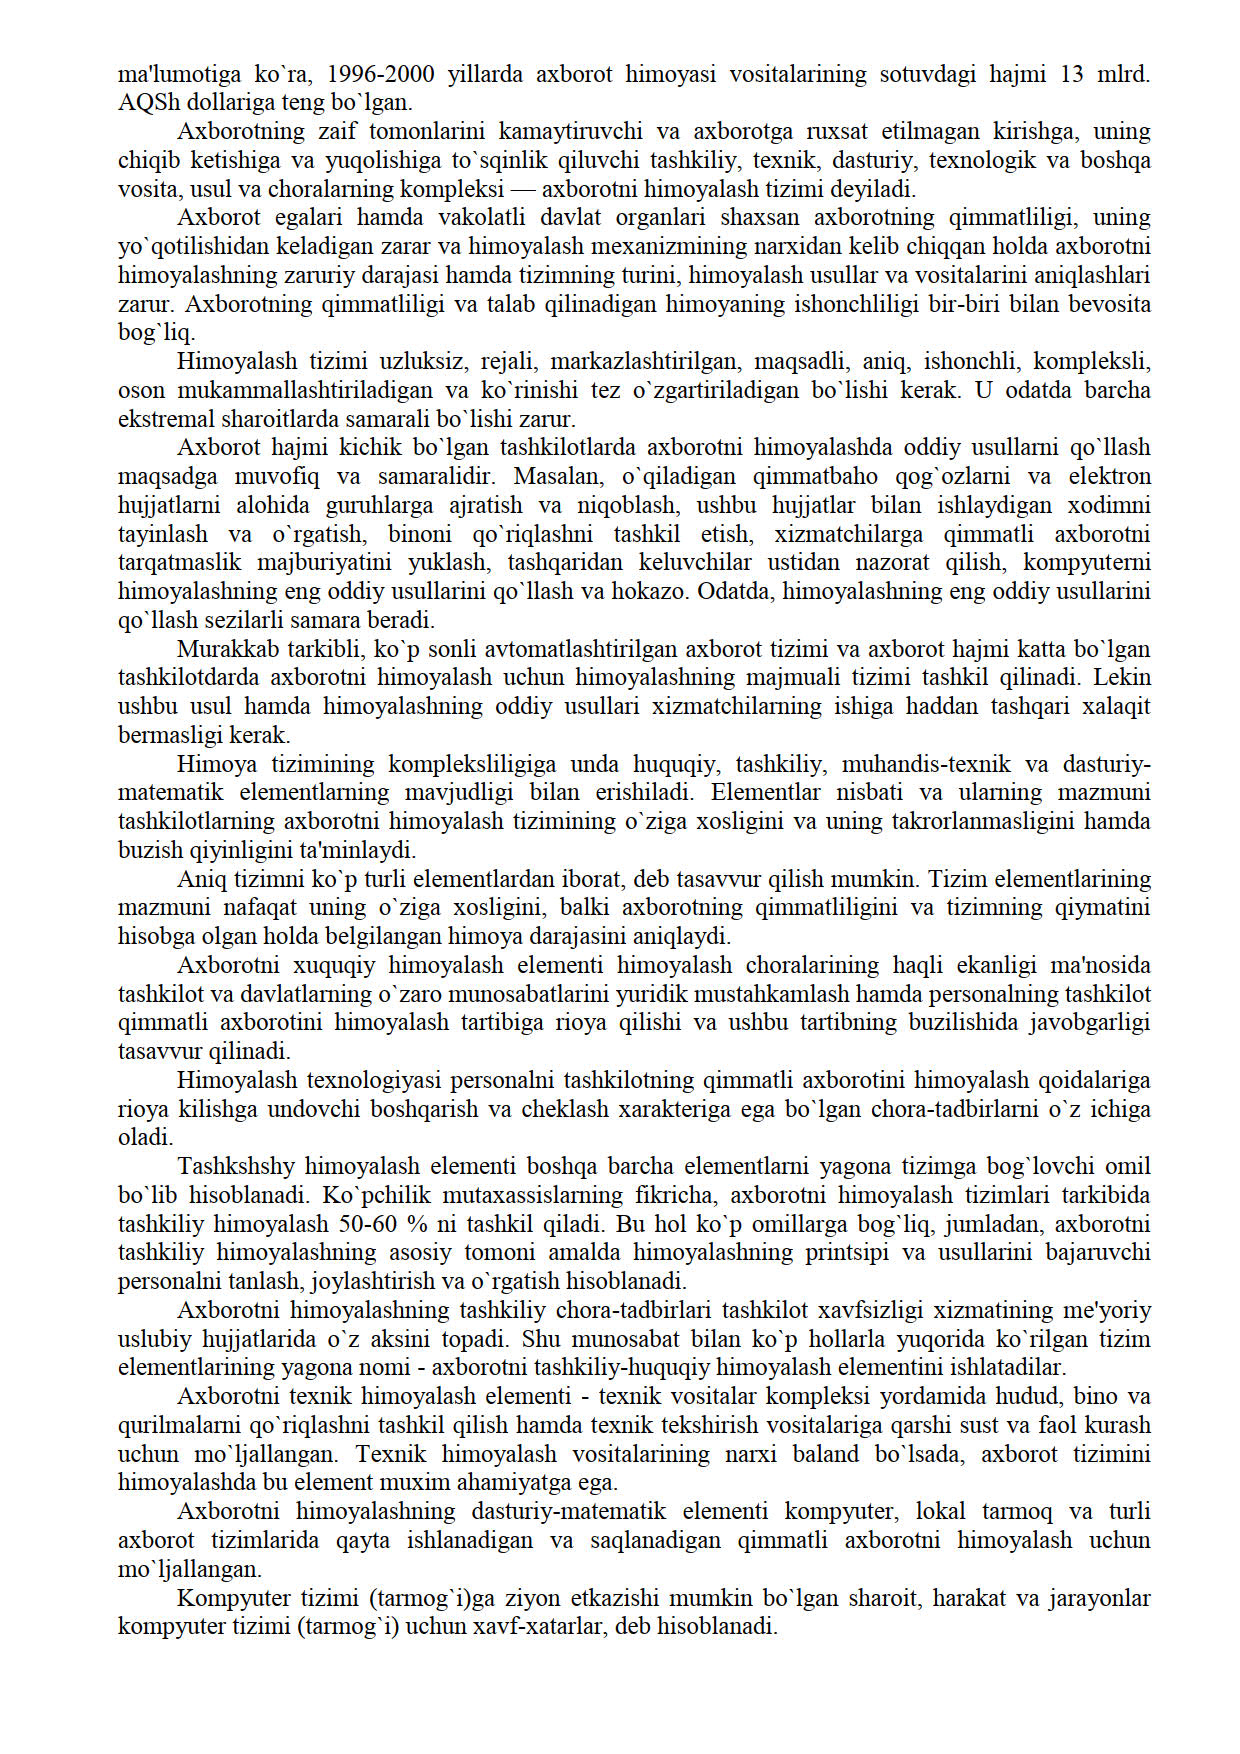 ma'lumotiga ko`ra, 1996-2000 yillarda axborot himoyasi vositalarining sotuvdagi hajmi 13 mlrd.
AQSh dollariga teng bo`lgan.
Axborotning zaif tomonlarini kamaytiruvchi va axborotga ruxsat etilmagan kirishga, uning
chiqib ketishiga va yuqolishiga to`sqinlik qiluvchi tashkiliy, texnik, dasturiy, texnologik va boshqa
vosita, usul va choralarning kompleksi — axborotni himoyalash tizimi deyiladi.
Axborot egalari hamda vakolatli davlat organlari shaxsan axborotning qimmatliligi, uning
yo`qotilishidan keladigan zarar va himoyalash mexanizmining narxidan kelib chiqqan holda axborotni
himoyalashning zaruriy darajasi hamda tizimning turini, himoyalash usullar va vositalarini aniqlashlari
zarur. Axborotning qimmatliligi va talab qilinadigan himoyaning ishonchliligi bir-biri bilan bevosita
bog`liq.
Himoyalash tizimi uzluksiz, rejali, markazlashtirilgan, maqsadli, aniq, ishonchli, kompleksli,
oson mukammallashtiriladigan va ko`rinishi tez o`zgartiriladigan bo`lishi kerak. U odatda barcha
ekstremal sharoitlarda samarali bo`lishi zarur.
Axborot hajmi kichik bo`lgan tashkilotlarda axborotni himoyalashda oddiy usullarni qo`llash
maqsadga muvofiq va samaralidir. Masalan, o`qiladigan qimmatbaho qog`ozlarni va elektron
hujjatlarni alohida guruhlarga ajratish va niqoblash, ushbu hujjatlar bilan ishlaydigan xodimni
tayinlash va o`rgatish, binoni qo`riqlashni tashkil etish, xizmatchilarga qimmatli axborotni
tarqatmaslik majburiyatini yuklash, tashqaridan keluvchilar ustidan nazorat qilish, kompyuterni
himoyalashning eng oddiy usullarini qo`llash va hokazo. Odatda, himoyalashning eng oddiy usullarini
qo`llash sezilarli samara beradi.
Murakkab tarkibli, ko`p sonli avtomatlashtirilgan axborot tizimi va axborot hajmi katta bo`lgan
tashkilotdarda axborotni himoyalash uchun himoyalashning majmuali tizimi tashkil qilinadi. Lekin
ushbu usul hamda himoyalashning oddiy usullari xizmatchilarning ishiga haddan tashqari xalaqit
bermasligi kerak.
Himoya tizimining kompleksliligiga unda huquqiy, tashkiliy, muhandis-texnik va dasturiy-
matematik elementlarning mavjudligi bilan erishiladi. Elementlar nisbati va ularning mazmuni
tashkilotlarning axborotni himoyalash tizimining o`ziga xosligini va uning takrorlanmasligini hamda
buzish qiyinligini ta'minlaydi.
Aniq tizimni ko`p turli elementlardan iborat, deb tasavvur qilish mumkin. Tizim elementlarining
mazmuni nafaqat uning o`ziga xosligini, balki axborotning qimmatliligini va tizimning qiymatini
hisobga olgan holda belgilangan himoya darajasini aniqlaydi.
Axborotni xuquqiy himoyalash elementi himoyalash choralarining haqli ekanligi ma'nosida
tashkilot va davlatlarning o`zaro munosabatlarini yuridik mustahkamlash hamda personalning tashkilot
qimmatli axborotini himoyalash tartibiga rioya qilishi va ushbu tartibning buzilishida javobgarligi
tasavvur qilinadi.
Himoyalash texnologiyasi personalni tashkilotning qimmatli axborotini himoyalash qoidalariga
rioya kilishga undovchi boshqarish va cheklash xarakteriga ega bo`lgan chora-tadbirlarni o`z ichiga
oladi.
Tashkshshy himoyalash elementi boshqa barcha elementlarni yagona tizimga bog`lovchi omil
bo`lib hisoblanadi. Ko`pchilik mutaxassislarning fikricha, axborotni himoyalash tizimlari tarkibida
tashkiliy himoyalash 50-60 % ni tashkil qiladi. Bu hol ko`p omillarga bog`liq, jumladan, axborotni
tashkiliy himoyalashning asosiy tomoni amalda himoyalashning printsipi va usullarini bajaruvchi
personalni tanlash, joylashtirish va o`rgatish hisoblanadi.
Axborotni himoyalashning tashkiliy chora-tadbirlari tashkilot xavfsizligi xizmatining me'yoriy
uslubiy hujjatlarida o`z aksini topadi. Shu munosabat bilan ko`p hollarla yuqorida ko`rilgan tizim
elementlarining yagona nomi - axborotni tashkiliy-huquqiy himoyalash elementini ishlatadilar.
Axborotni texnik himoyalash elementi - texnik vositalar kompleksi yordamida hudud, bino va
qurilmalarni qo`riqlashni tashkil qilish hamda texnik tekshirish vositalariga qarshi sust va faol kurash
uchun mo`ljallangan. Texnik himoyalash vositalarining narxi baland bo`lsada, axborot tizimini
himoyalashda bu element muxim ahamiyatga ega.
Axborotni himoyalashning dasturiy-matematik elementi kompyuter, lokal tarmoq va turli
axborot tizimlarida qayta ishlanadigan va saqlanadigan qimmatli axborotni himoyalash uchun
mo`ljallangan.
Kompyuter tizimi (tarmog`i)ga ziyon etkazishi mumkin bo`lgan sharoit, harakat va jarayonlar
kompyuter tizimi (tarmog`i) uchun xavf-xatarlar, deb hisoblanadi.